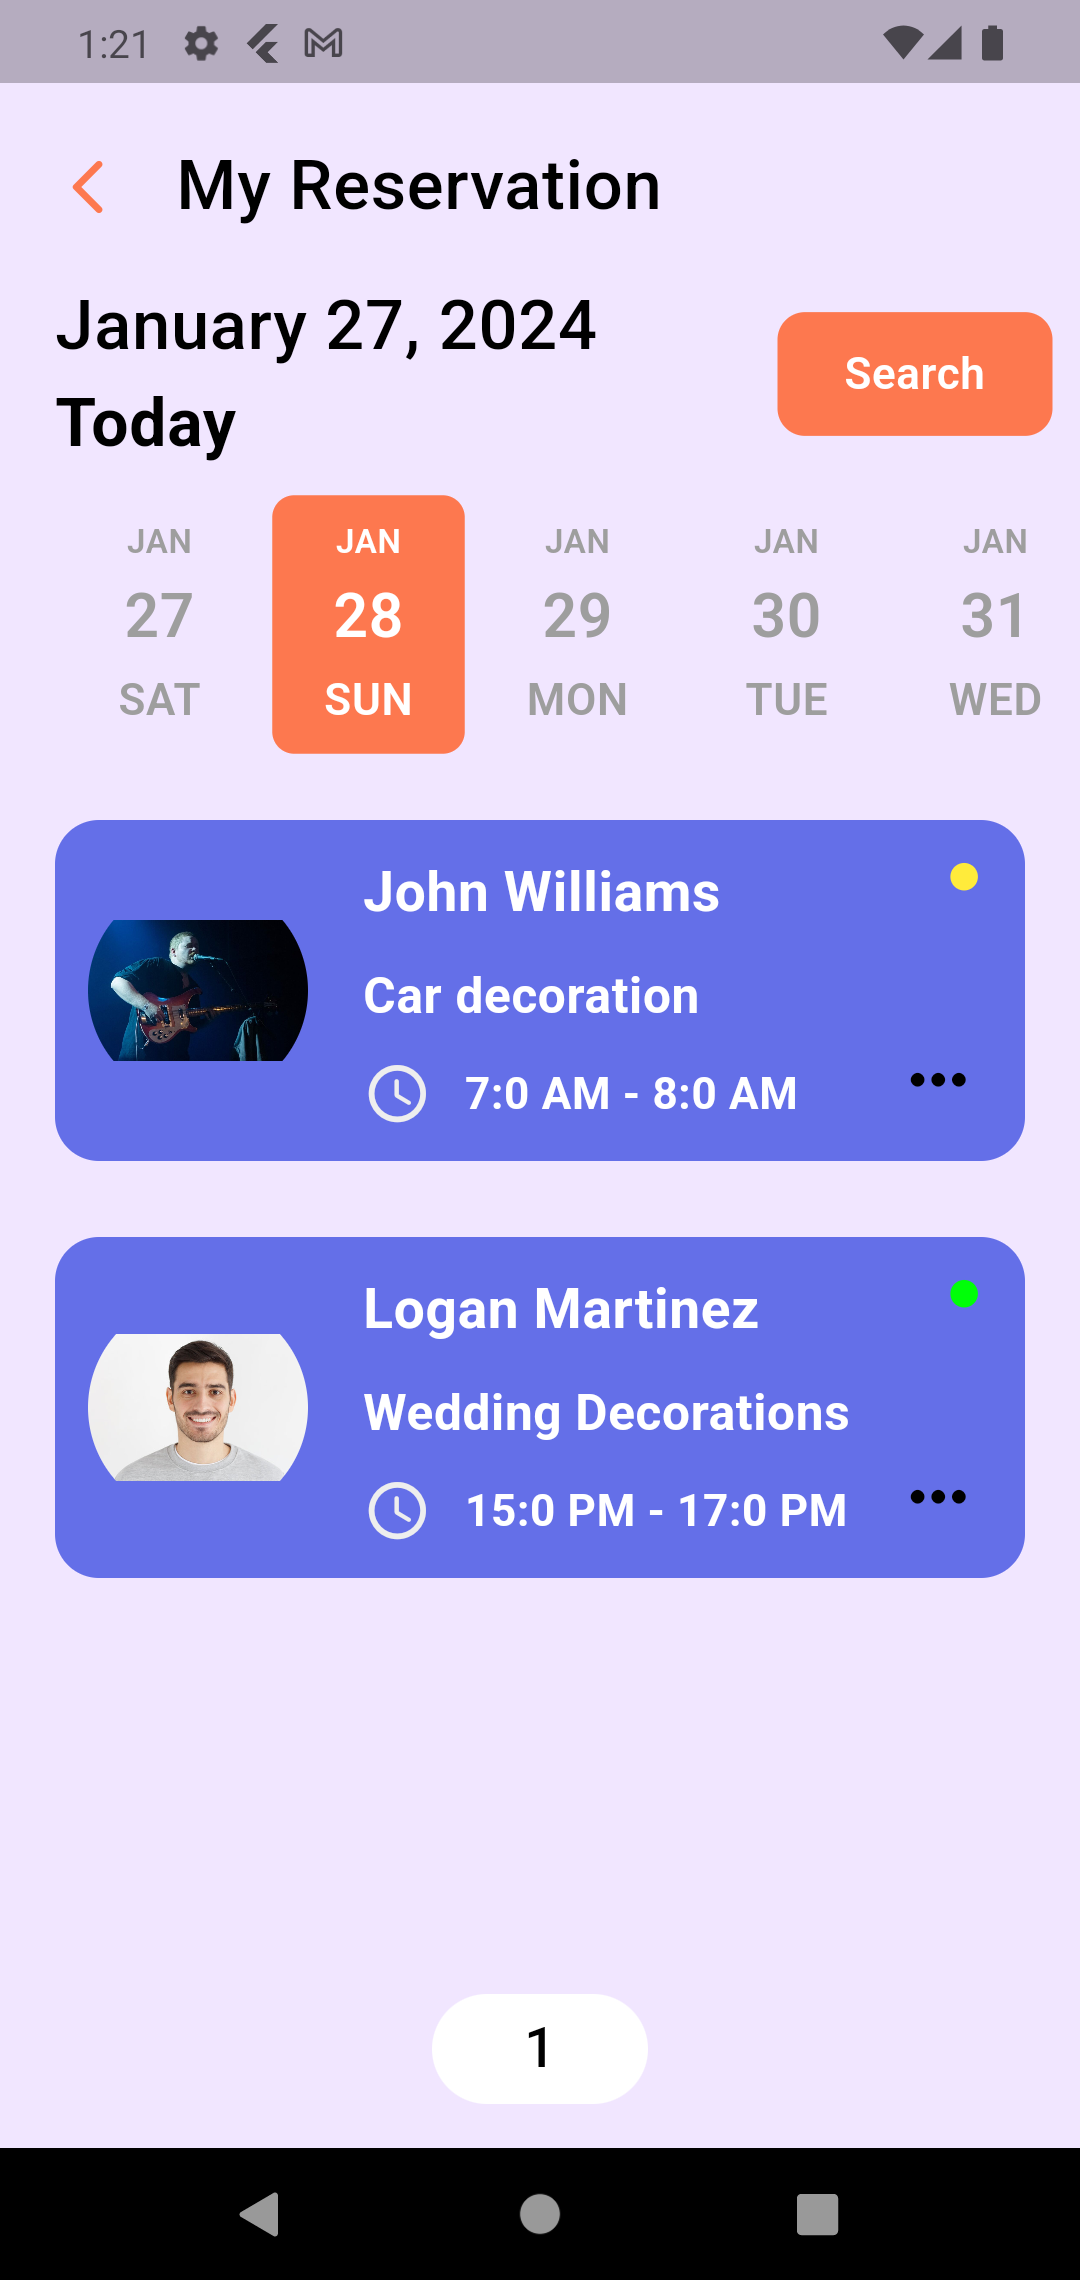 1:21
My Reservation
January 27, 2024
Today
Search
JAN JAN JAN JAN JAN
27 28 29 30 31
SAT SUN MON TUE WED
John Williams
Car decoration
7:0 AM - 8:0 AM
Logan Martinez
Wedding Decorations
15:0 PM - 17:0 PM
1